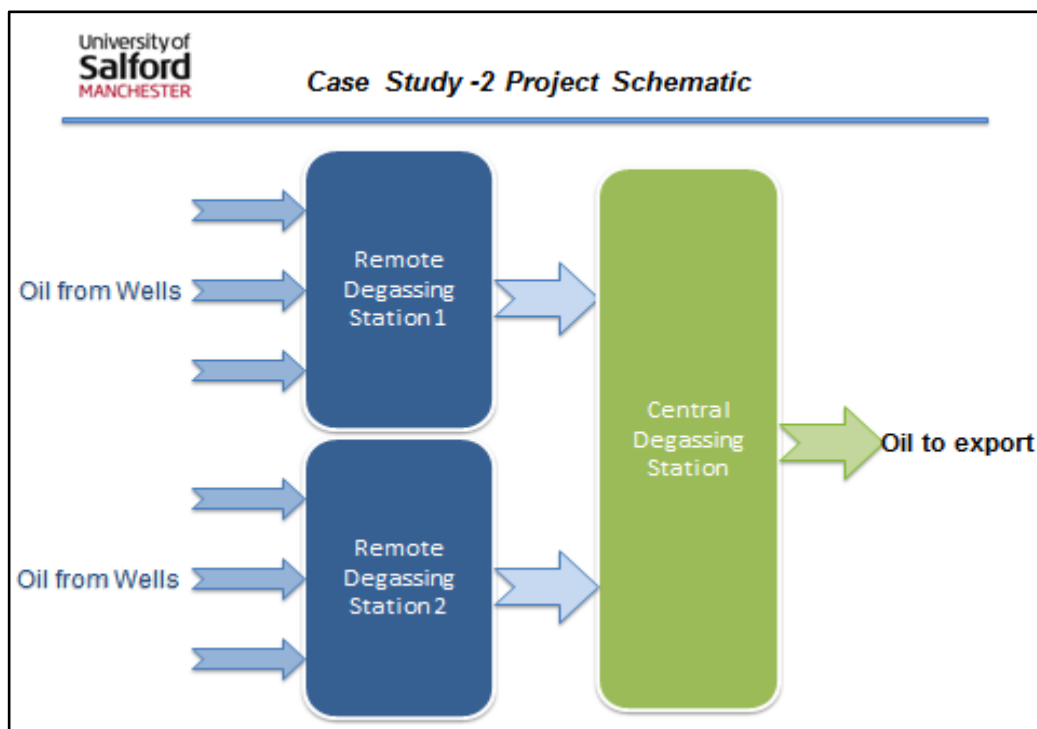 University of
Salford
MANCHESTER
Case Study -2 Project Schematic
Oil from Wells
Remote
Degassing
Station 1
Central
Degassing
Station
Oil to export
Oil from Wells
Remote
Degassing
Station 2